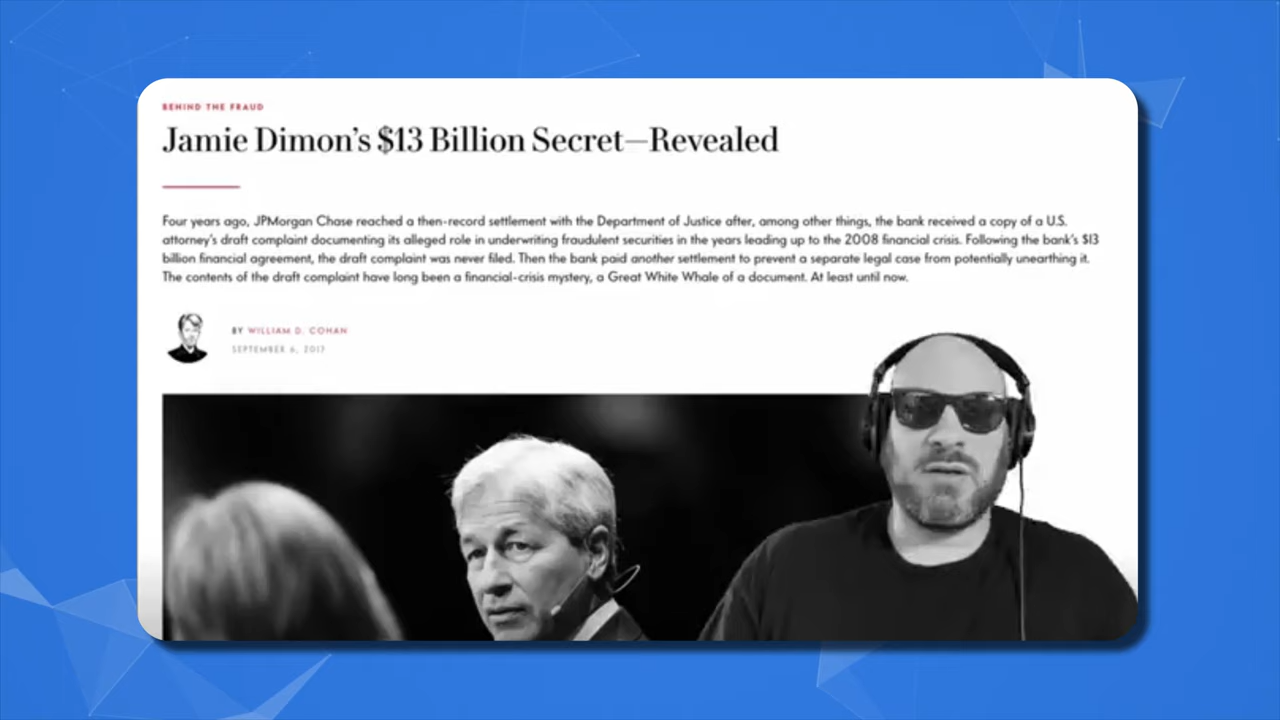 BEHIND THE FRAUD
Jamie Dimon's $13 Billion Secret—Revealed
Four years ago, JPMorgan Chase reached a then-record settlement with the Department of Justice after, among other things, the bank received a copy of a U.S.
attorney's draft complaint documenting its alleged role in underwriting fraudulent securities in the years leading up to the 2008 financial crisis. Following the bank's $13
billion financial agreement, the draft complaint was never filed. Then the bank paid another settlement to prevent a separate legal case from potentially unearthing it.
The contents of the draft complaint have long been a financial-crisis mystery, a Great White Whale of a document. At least until now.
BY WILLIAM D. COHAN
SEPTEMBER 6, 2017